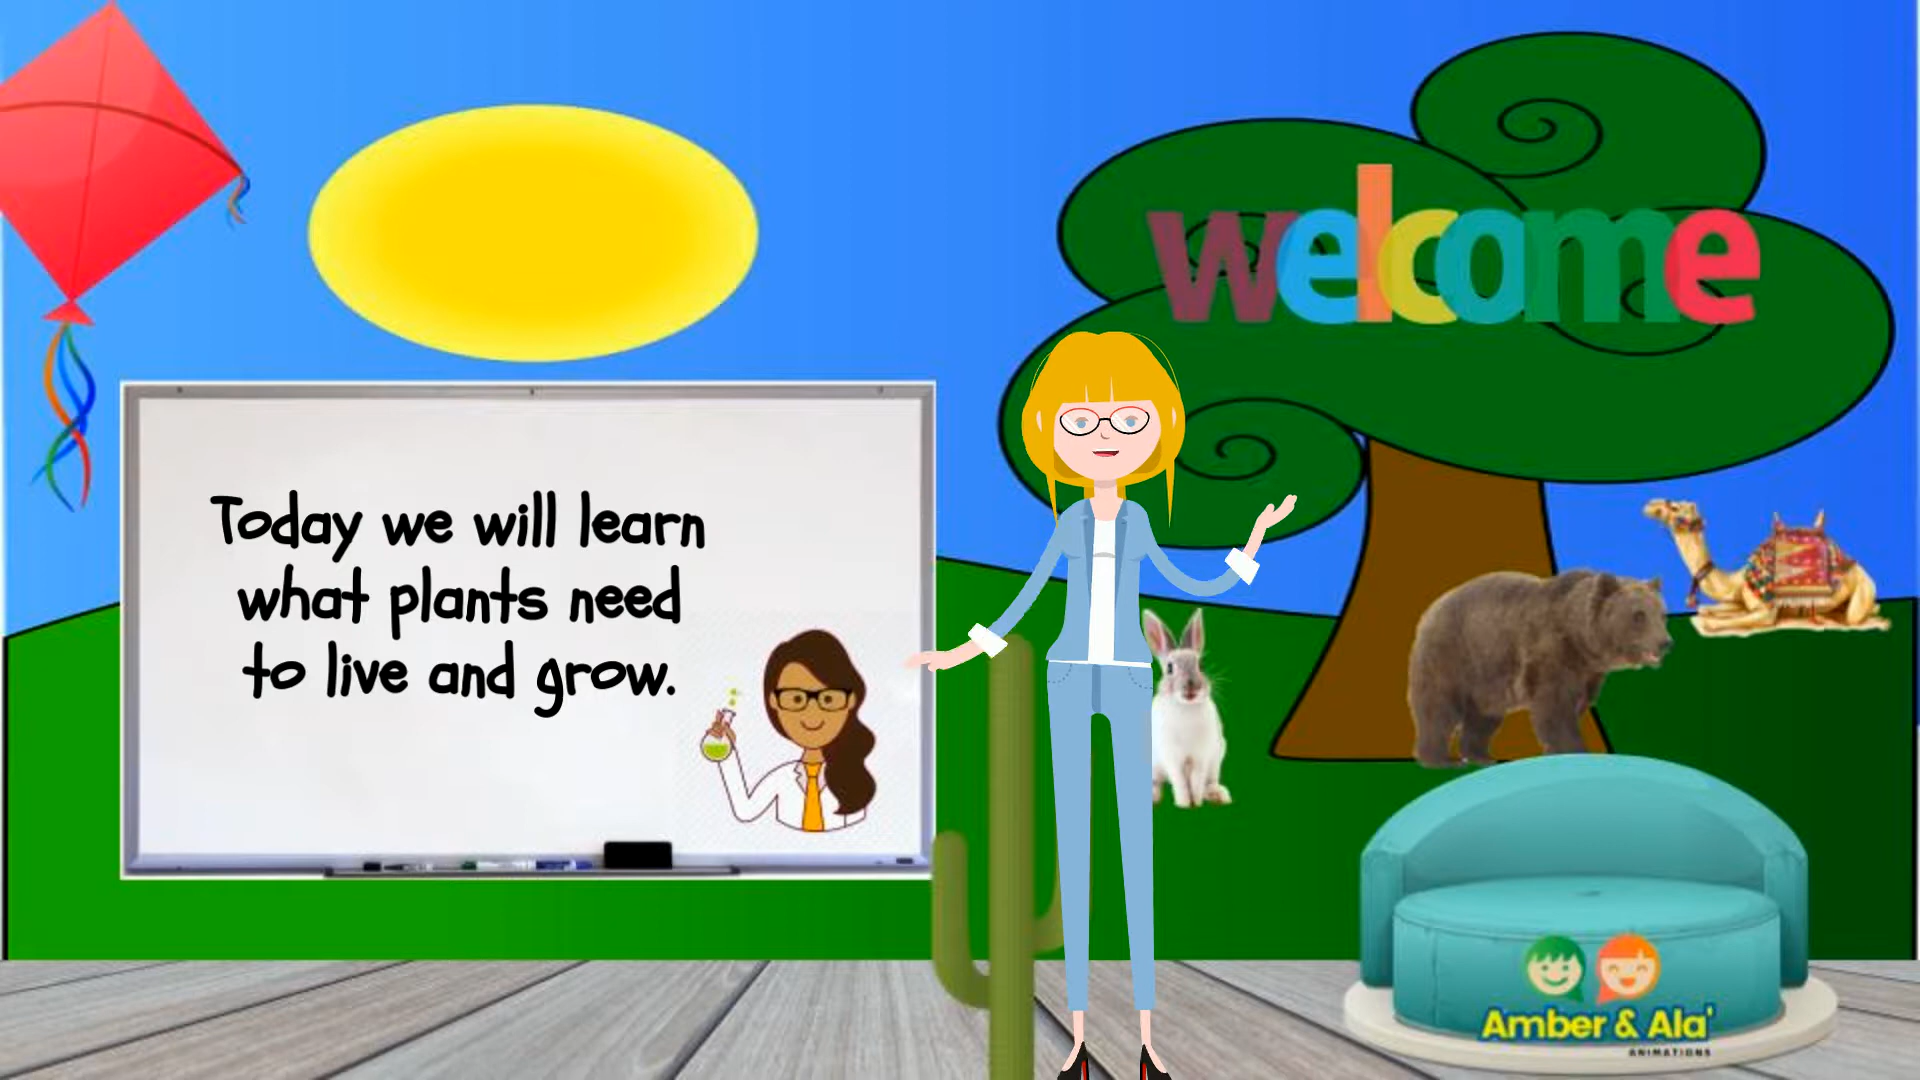 welcome
Today we will learn
what plants need
to live and grow.
Amber & Ala'
ANIMATIONS